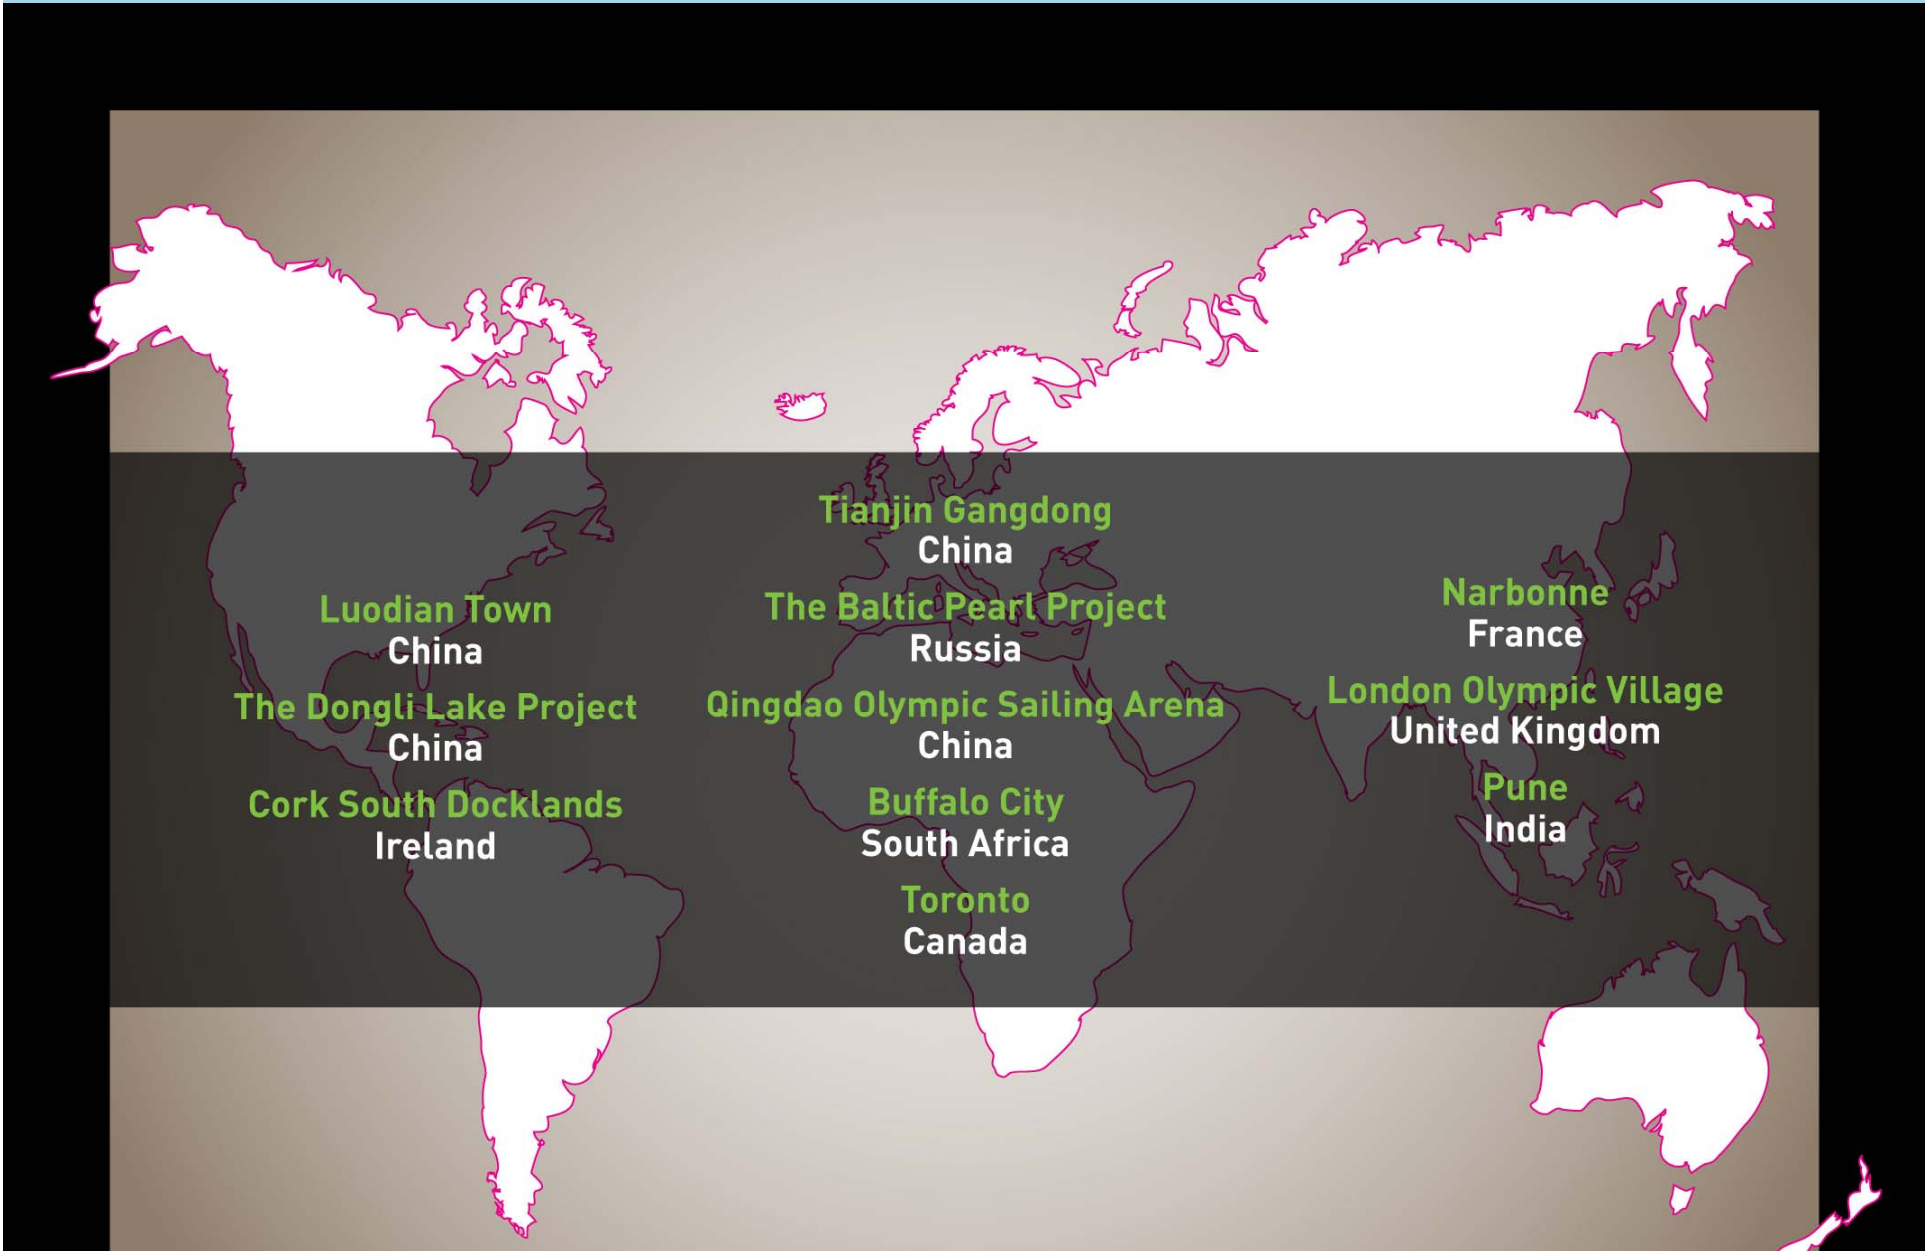 Luodian Town
China
The Dongli Lake Project
China
Cork South Docklands
Ireland
Tianjin Gangdong
China
The Baltic Pearl Project
Russia
Qingdao Olympic Sailing Arena
China
Buffalo City
South Africa
Toronto
Canada
Narbonne
France
London Olympic Village
United Kingdom
Pune
India